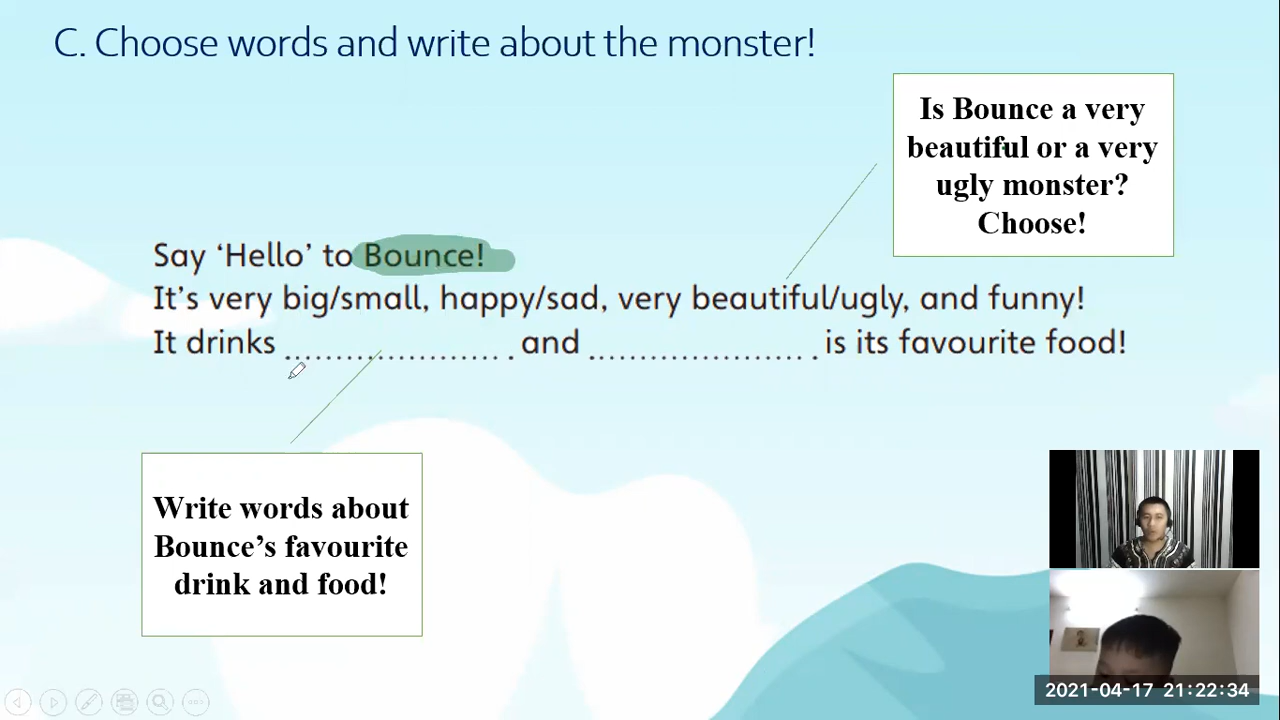 C. Choose words and write about the monster!
Is Bounce a very
beautiful or a very
ugly monster?
Choose!
Say ‘Hello’ to Bounce!
It’s very big/small, happy/sad, very beautiful/ugly, and funny!
It drinks .................... . and .................... . is its favourite food!
Write words about
Bounce’s favourite
drink and food!
2021-04-17 21:22:34